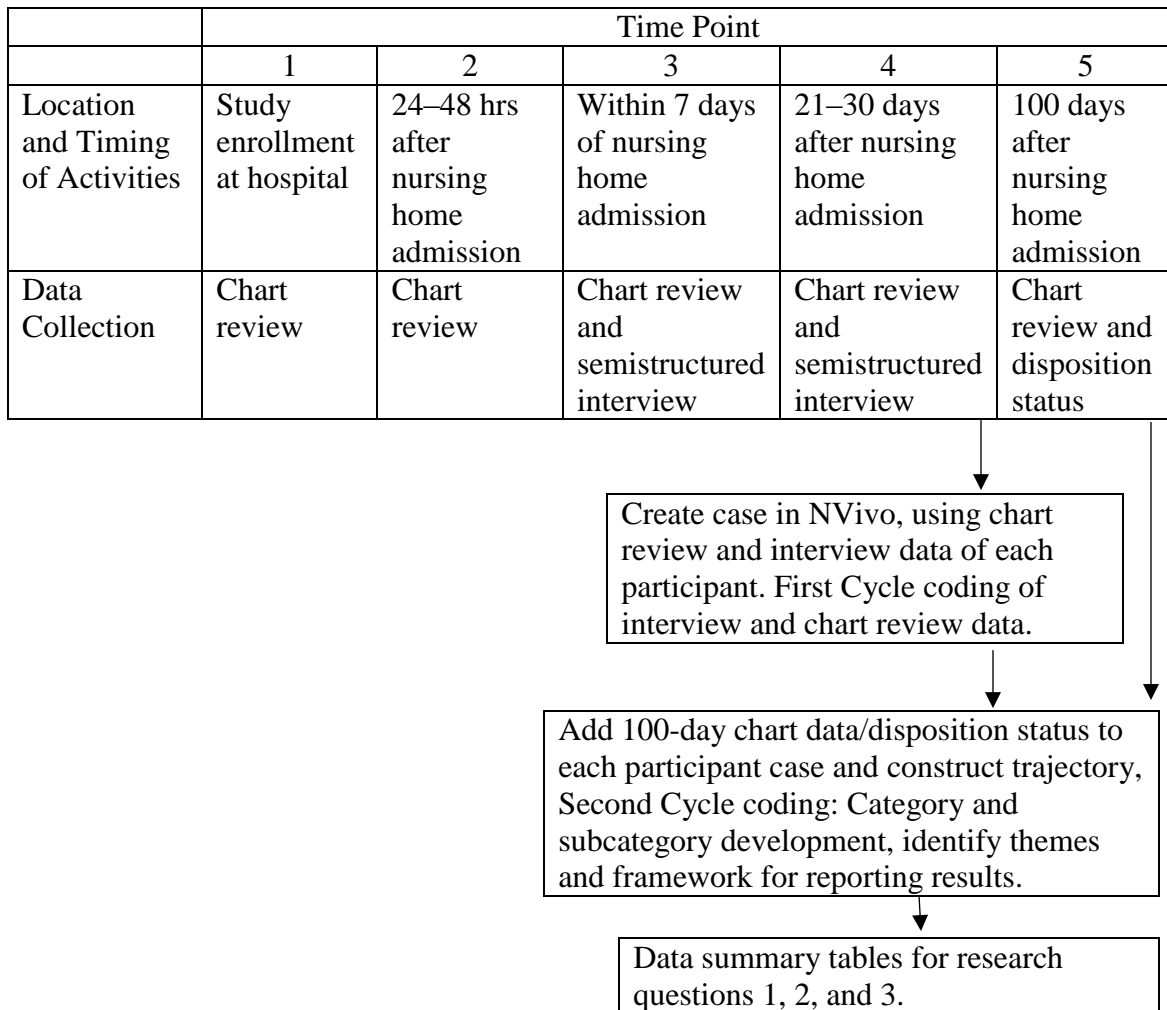 Time Point
1 2 3 4 5
Location and Timing of Activities
Study enrollment at hospital
24–48 hrs after nursing home admission
Within 7 days of nursing home admission
21–30 days after nursing home admission
100 days after nursing home admission
Data Collection
Chart review
Chart review
Chart review and semistructured interview
Chart review and semistructured interview
Chart review and disposition status
Create case in NVivo, using chart
review and interview data of each
participant. First Cycle coding of
interview and chart review data.
Add 100-day chart data/disposition status to
each participant case and construct trajectory,
Second Cycle coding: Category and
subcategory development, identify themes
and framework for reporting results.
Data summary tables for research
questions 1, 2, and 3.